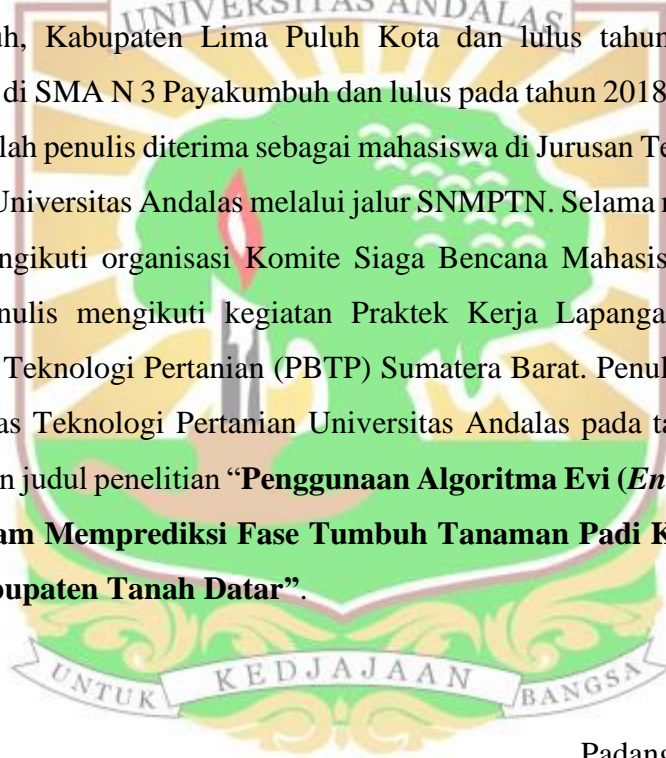 UNIVERSITAS ANDALAS
uh, Kabupaten Lima Puluh Kota dan lulus tahun
di SMA N 3 Payakumbuh dan lulus pada tahun 2018
lah penulis diterima sebagai mahasiswa di Jurusan Te
Universitas Andalas melalui jalur SNMPTN. Selama
ngikuti organisasi Komite Siaga Bencana Mahasis
nulis mengikuti kegiatan Praktek Kerja Lapanga
Teknologi Pertanian (PBTP) Sumatera Barat. Penul
as Teknologi Pertanian Universitas Andalas pada ta
n judul penelitian “Penggunaan Algoritma Evi (En
am Memprediksi Fase Tumbuh Tanaman Padi K
bupaten Tanah Datar”.
UNTUK KEDJAJAAN BANGSA
Padang